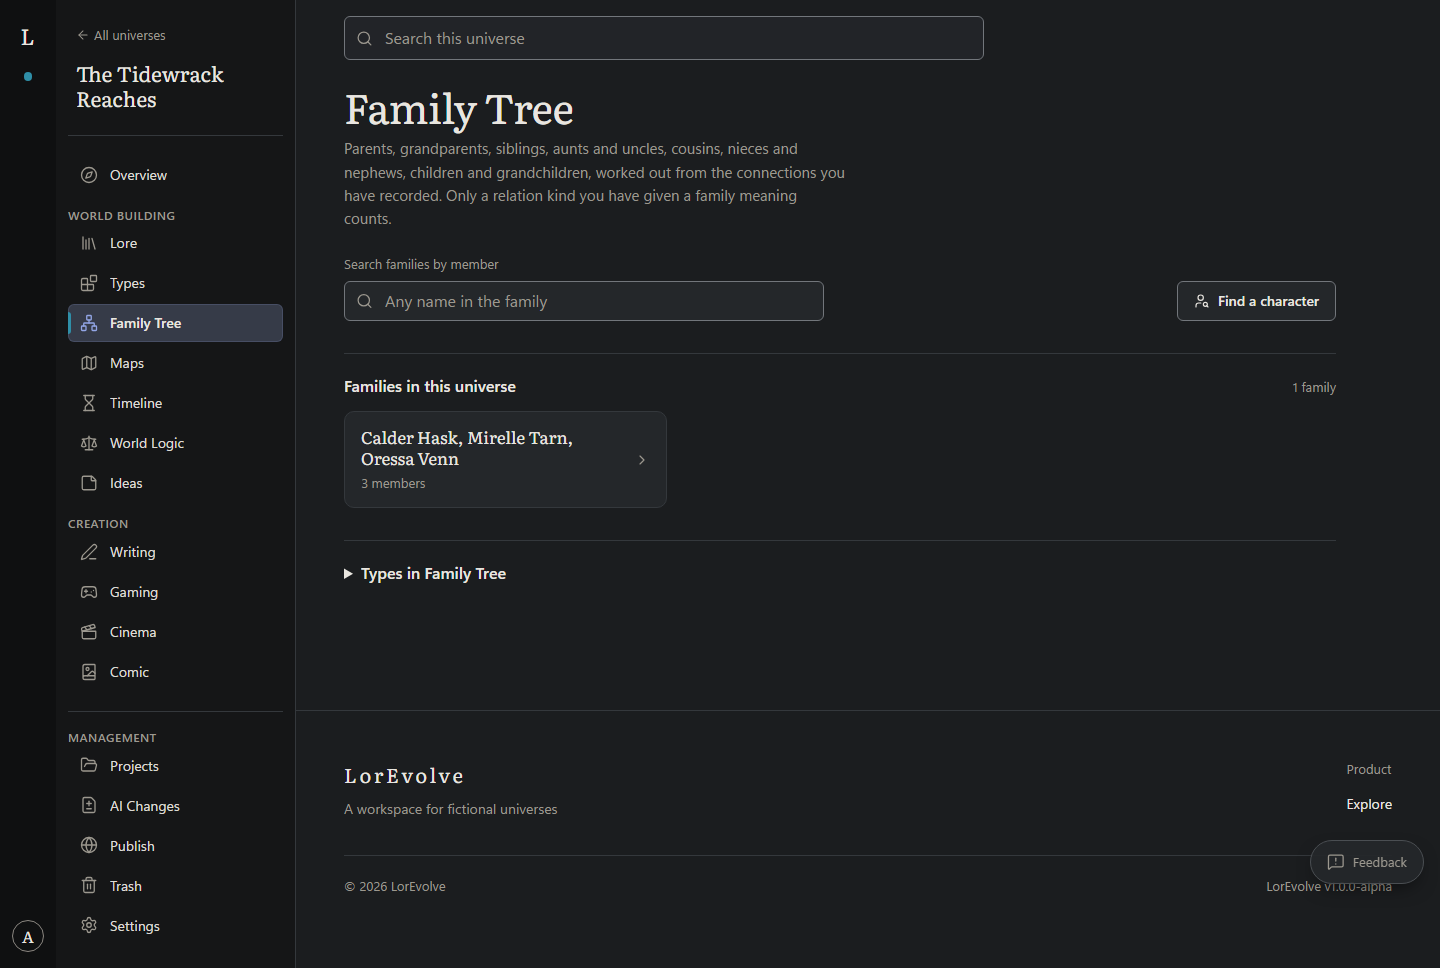 L
All universes
The Tidewrack
Reaches
Overview
WORLD BUILDING
Lore
Types
Family Tree
Maps
Timeline
World Logic
Ideas
CREATION
Writing
Gaming
Cinema
Comic
MANAGEMENT
Projects
AI Changes
Publish
Trash
Settings
A
Search this universe
Family Tree
Parents, grandparents, siblings, aunts and uncles, cousins, nieces and
nephews, children and grandchildren, worked out from the connections you
have recorded. Only a relation kind you have given a family meaning
counts.
Search families by member
Any name in the family
Find a character
Families in this universe
1 family
Calder Hask, Mirelle Tarn,
Oressa Venn
3 members
Types in Family Tree
LorEvolve
A workspace for fictional universes
Product
Explore
Feedback
© 2026 LorEvolve
LorEvolve v1.0.0-alpha